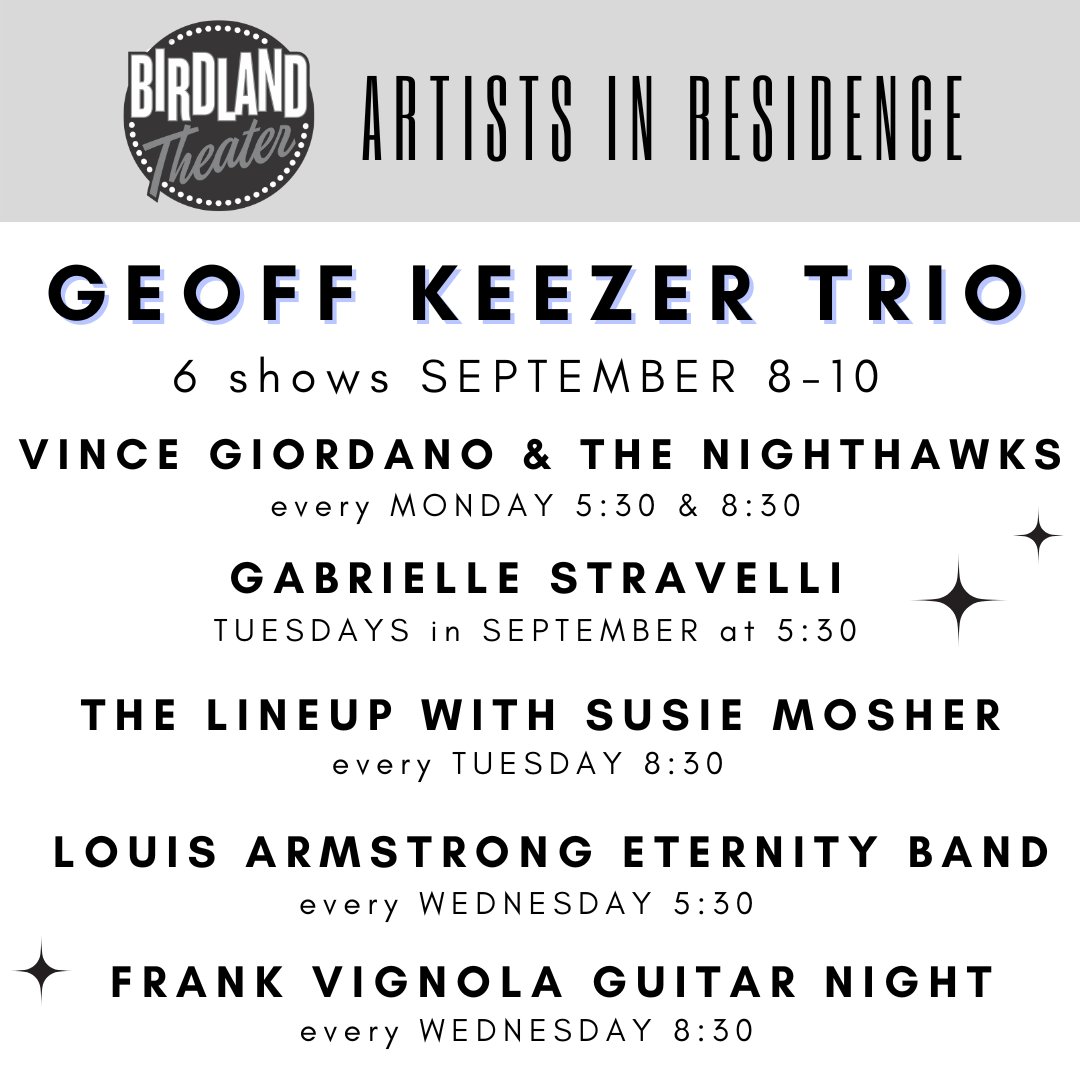 BIRDLAND
Theater
ARTISTS IN RESIDENCE
GEOFF KEEZER TRIO
6 shows SEPTEMBER 8-10
VINCE GIORDANO & THE NIGHTHAWKS
every MONDAY 5:30 & 8:30
GABRIELLE STRAVELLI
TUESDAYS in SEPTEMBER at 5:30
THE LINEUP WITH SUSIE MOSHER
every TUESDAY 8:30
LOUIS ARMSTRONG ETERNITY BAND
every WEDNESDAY 5:30
FRANK VIGNOLA GUITAR NIGHT
every WEDNESDAY 8:30